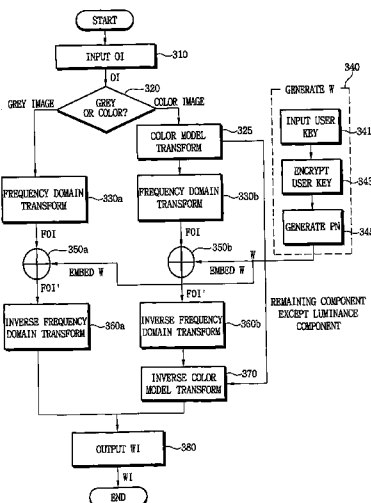 START
INPUT OI
310
OI
320
GREY IMAGE
GREY
OR COLOR?
COLOR IMAGE
COLOR MODEL
TRANSFORM
325
340
GENERATE W
INPUT USER
KEY
341
ENCRYPT
USER KEY
343
GENERATE PN
345
FREQUENCY DOMAIN
TRANSFORM
330a
FREQUENCY DOMAIN
TRANSFORM
330b
FOI
FOI
350a
350b
W
EMBED W
EMBED W
FOI'
FOI'
INVERSE FREQUENCY
DOMAIN TRANSFORM
360a
INVERSE FREQUENCY
DOMAIN TRANSFORM
360b
REMAINING COMPONENT
EXCEPT LUMINANCE
COMPONENT
INVERSE COLOR
MODEL TRANSFORM
370
OUTPUT WI
380
WI
END